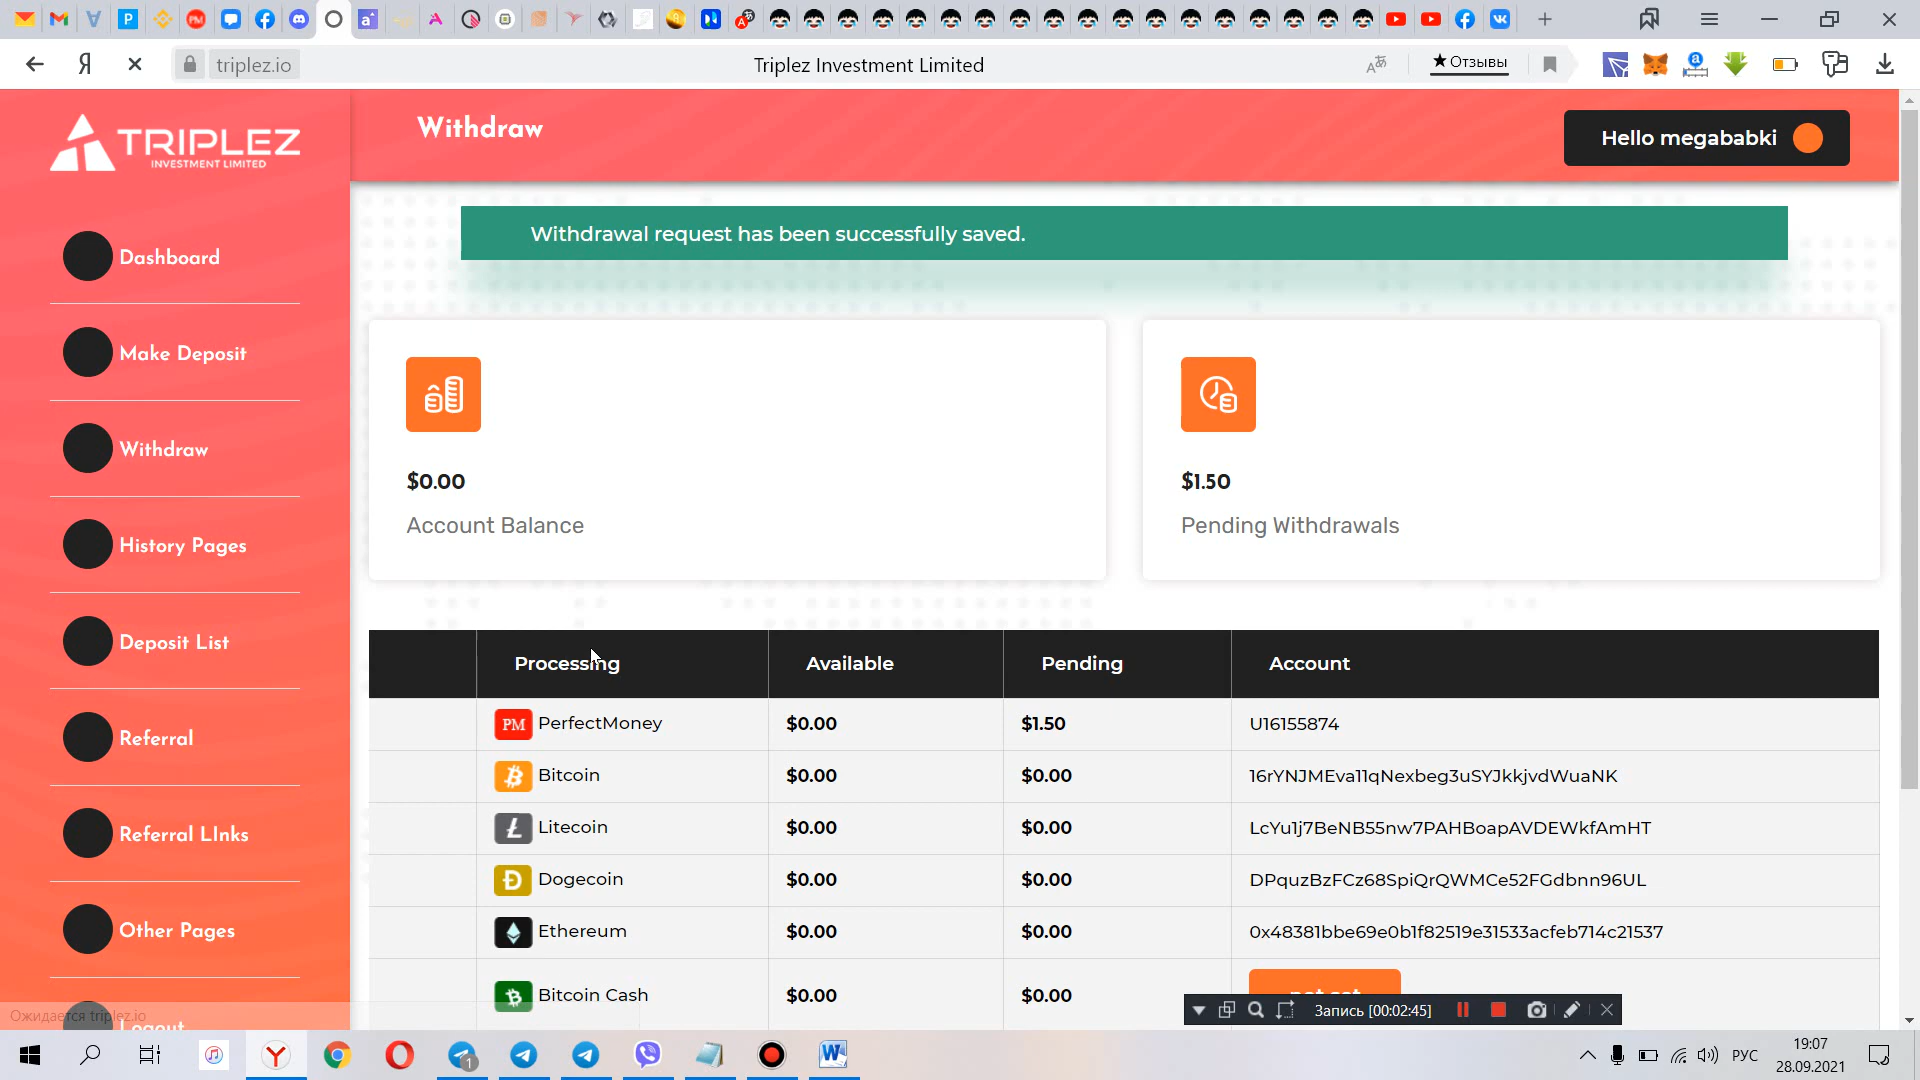 triplez.io
Triplez Investment Limited
★ Отзывы
TRIPLEZ
INVESTMENT LIMITED
Withdraw
Hello megababki
Withdrawal request has been successfully saved.
Dashboard
Make Deposit
Withdraw
History Pages
Deposit List
Referral
Referral LInks
Other Pages
Logout
$0.00
Account Balance
$1.50
Pending Withdrawals
Processing Available Pending Account
PM PerfectMoney $0.00 $1.50 U16155874
Bitcoin $0.00 $0.00 16rYNJMEva11qNexbeg3uSYJkkjvdWuaNK
Litecoin $0.00 $0.00 LcYu1j7BeNB55nw7PAHBoapAVDEWkfAmHT
Dogecoin $0.00 $0.00 DPquzBzFCz68SpiQrQWMCe52FGdbnn96UL
Ethereum $0.00 $0.00 0x48381bbe69e0b1f82519e31533acfeb714c21537
Bitcoin Cash $0.00 $0.00 not set
Запись [00:02:45]
Ожидается triplez.io
РУС
19:07
28.09.2021